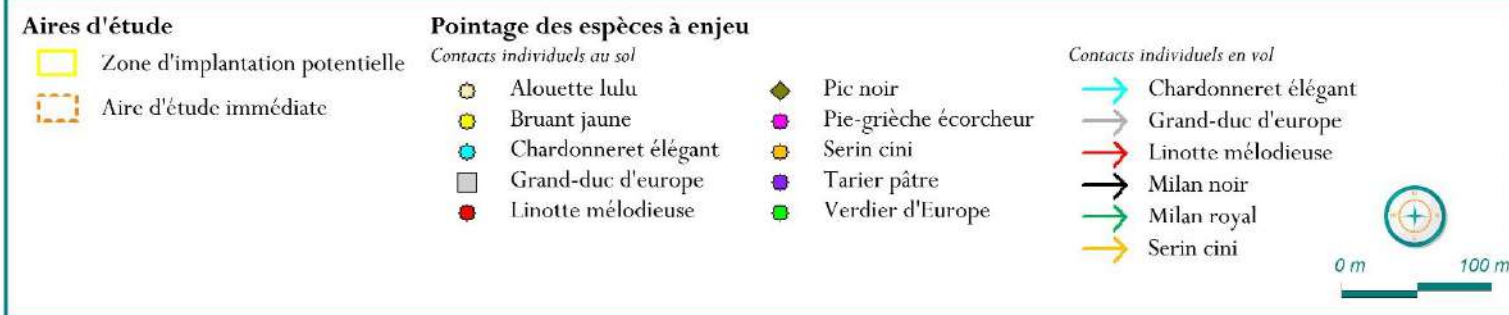 Aires d'étude
Zone d'implantation potentielle
Aire d'étude immédiate
Pointage des espèces à enjeu
Contacts individuels au sol
Alouette lulu
Bruant jaune
Chardonneret élégant
Grand-duc d'europe
Linotte mélodieuse
Pic noir
Pie-grièche écorcheur
Serin cini
Tarier pâtre
Verdier d'Europe
Contacts individuels en vol
Chardonneret élégant
Grand-duc d'europe
Linotte mélodieuse
Milan noir
Milan royal
Serin cini
0 m 100 m